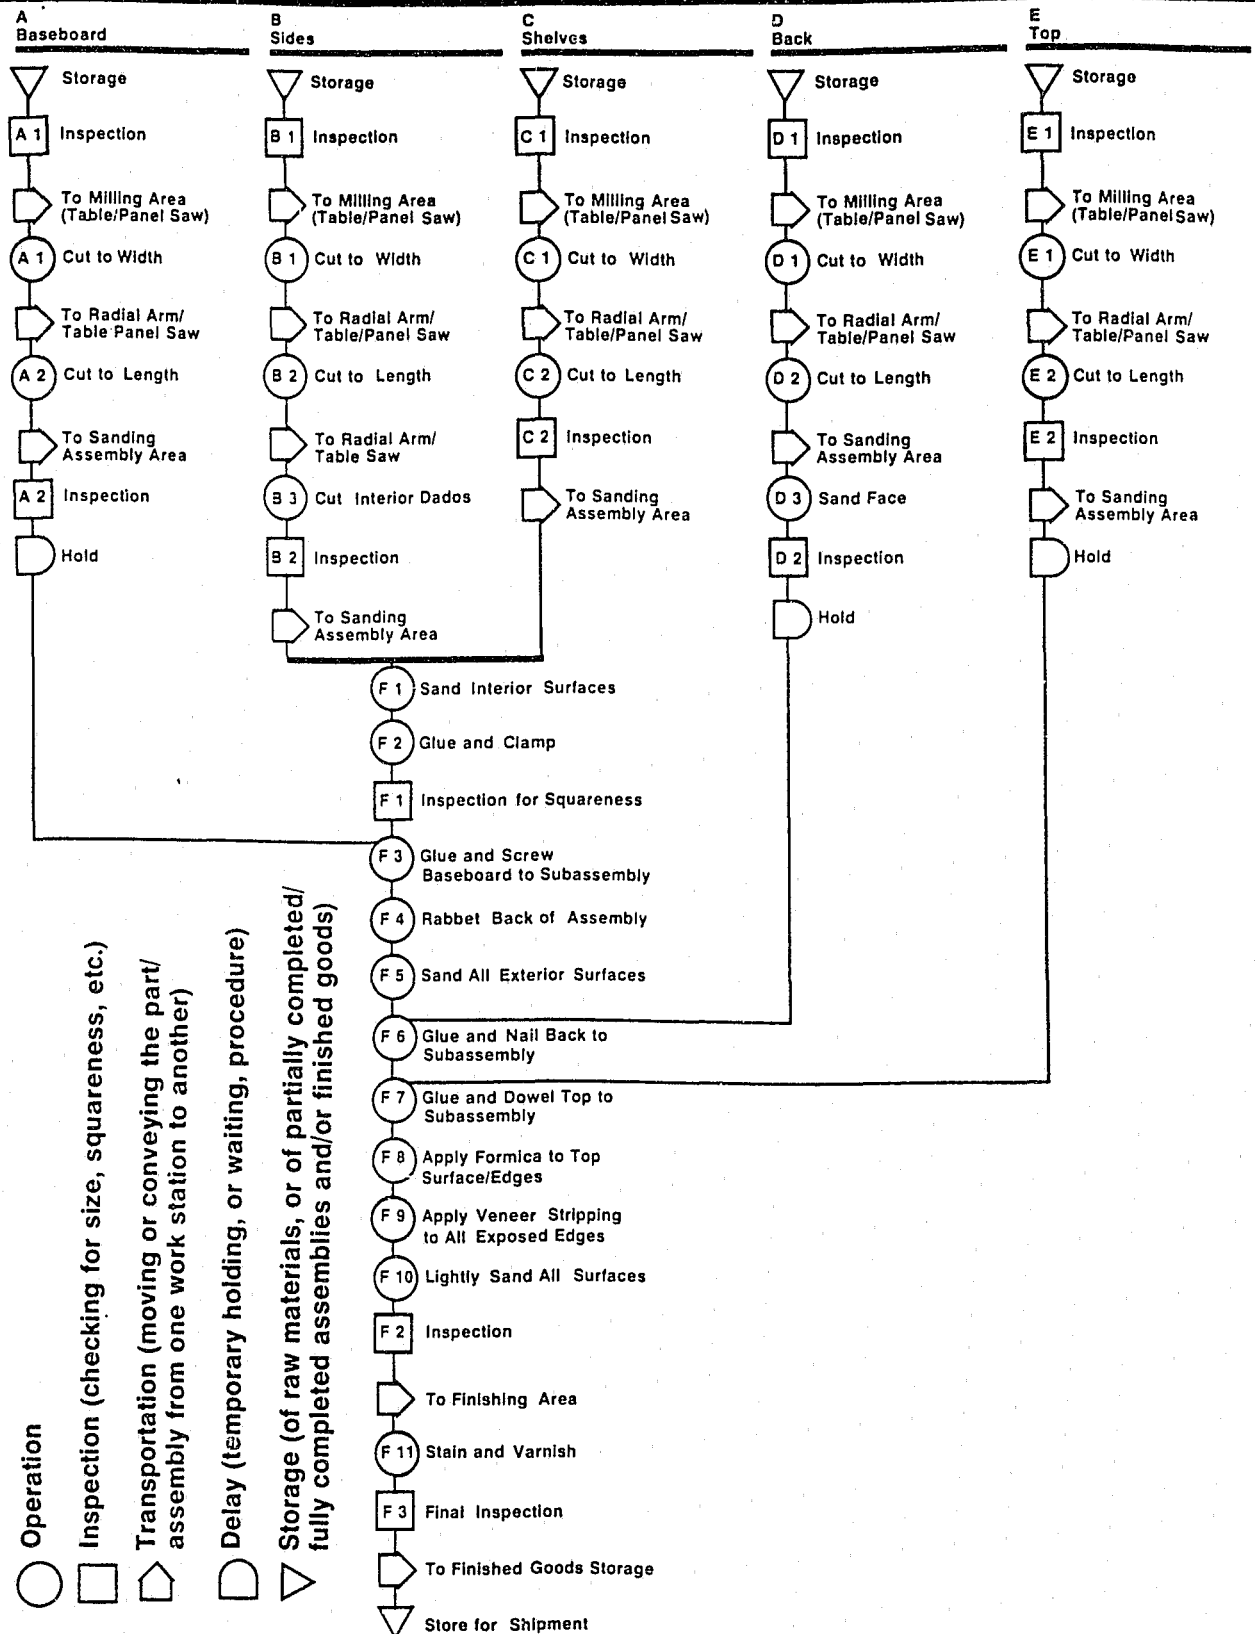 A
Baseboard
Storage
A 1 Inspection
To Milling Area
(Table/Panel Saw)
A 1 Cut to Width
To Radial Arm/
Table Panel Saw
A 2 Cut to Length
To Sanding
Assembly Area
A 2 Inspection
Hold
B
Sides
Storage
B 1 Inspection
To Milling Area
(Table/Panel Saw)
B 1 Cut to Width
To Radial Arm/
Table/Panel Saw
B 2 Cut to Length
To Radial Arm/
Table Saw
B 3 Cut Interior Dados
B 2 Inspection
To Sanding
Assembly Area
C
Shelves
Storage
C 1 Inspection
To Milling Area
(Table/Panel Saw)
C 1 Cut to Width
To Radial Arm/
Table/Panel Saw
C 2 Cut to Length
C 2 Inspection
To Sanding
Assembly Area
D
Back
Storage
D 1 Inspection
To Milling Area
(Table/Panel Saw)
D 1 Cut to Width
To Radial Arm/
Table/Panel Saw
D 2 Cut to Length
To Sanding
Assembly Area
D 3 Sand Face
D 2 Inspection
Hold
E
Top
Storage
E 1 Inspection
To Milling Area
(Table/Panel Saw)
E 1 Cut to Width
To Radial Arm/
Table/Panel Saw
E 2 Cut to Length
E 2 Inspection
To Sanding
Assembly Area
Hold
F 1 Sand Interior Surfaces
F 2 Glue and Clamp
F 1 Inspection for Squareness
F 3 Glue and Screw
Baseboard to Subassembly
F 4 Rabbet Back of Assembly
F 5 Sand All Exterior Surfaces
F 6 Glue and Nail Back to
Subassembly
F 7 Glue and Dowel Top to
Subassembly
F 8 Apply Formica to Top
Surface/Edges
F 9 Apply Veneer Stripping
to All Exposed Edges
F 10 Lightly Sand All Surfaces
F 2 Inspection
To Finishing Area
F 11 Stain and Varnish
F 3 Final Inspection
To Finished Goods Storage
Store for Shipment
Operation
Inspection (checking for size, squareness, etc.)
Transportation (moving or conveying the part/
assembly from one work station to another)
Delay (temporary holding, or waiting, procedure)
Storage (of raw materials, or of partially completed/
fully completed assemblies and/or finished goods)